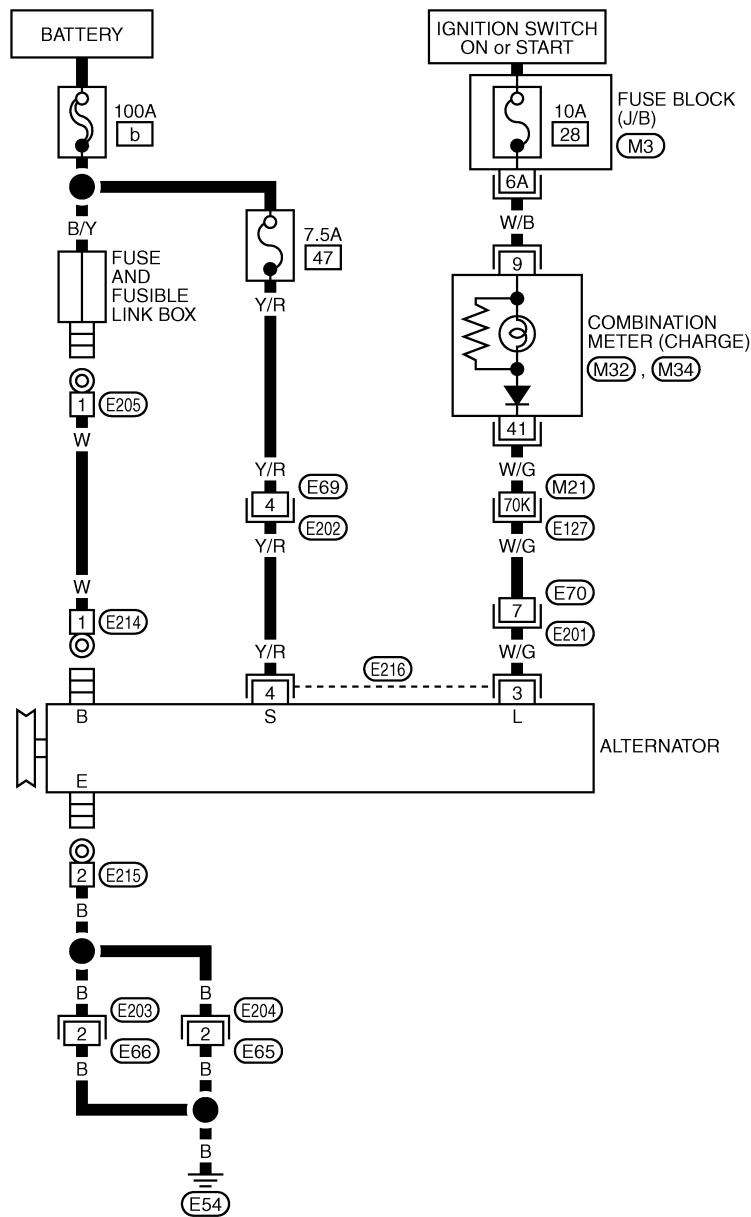 BATTERY
IGNITION SWITCH
ON or START
100A
b
10A
28
FUSE BLOCK
(J/B)
M3
6A
B/Y
W/B
7.5A
47
FUSE
AND
FUSIBLE
LINK BOX
9
Y/R
COMBINATION
METER (CHARGE)
M32 , M34
1
E205
41
W
Y/R
W/G
E69
M21
4
70K
E202
E127
Y/R
W/G
W
E70
1
E214
7
E201
Y/R
W/G
E216
4
3
B
S
L
ALTERNATOR
E
2
E215
B
B
B
E203
E204
2
2
E66
E65
B
B
B
E54